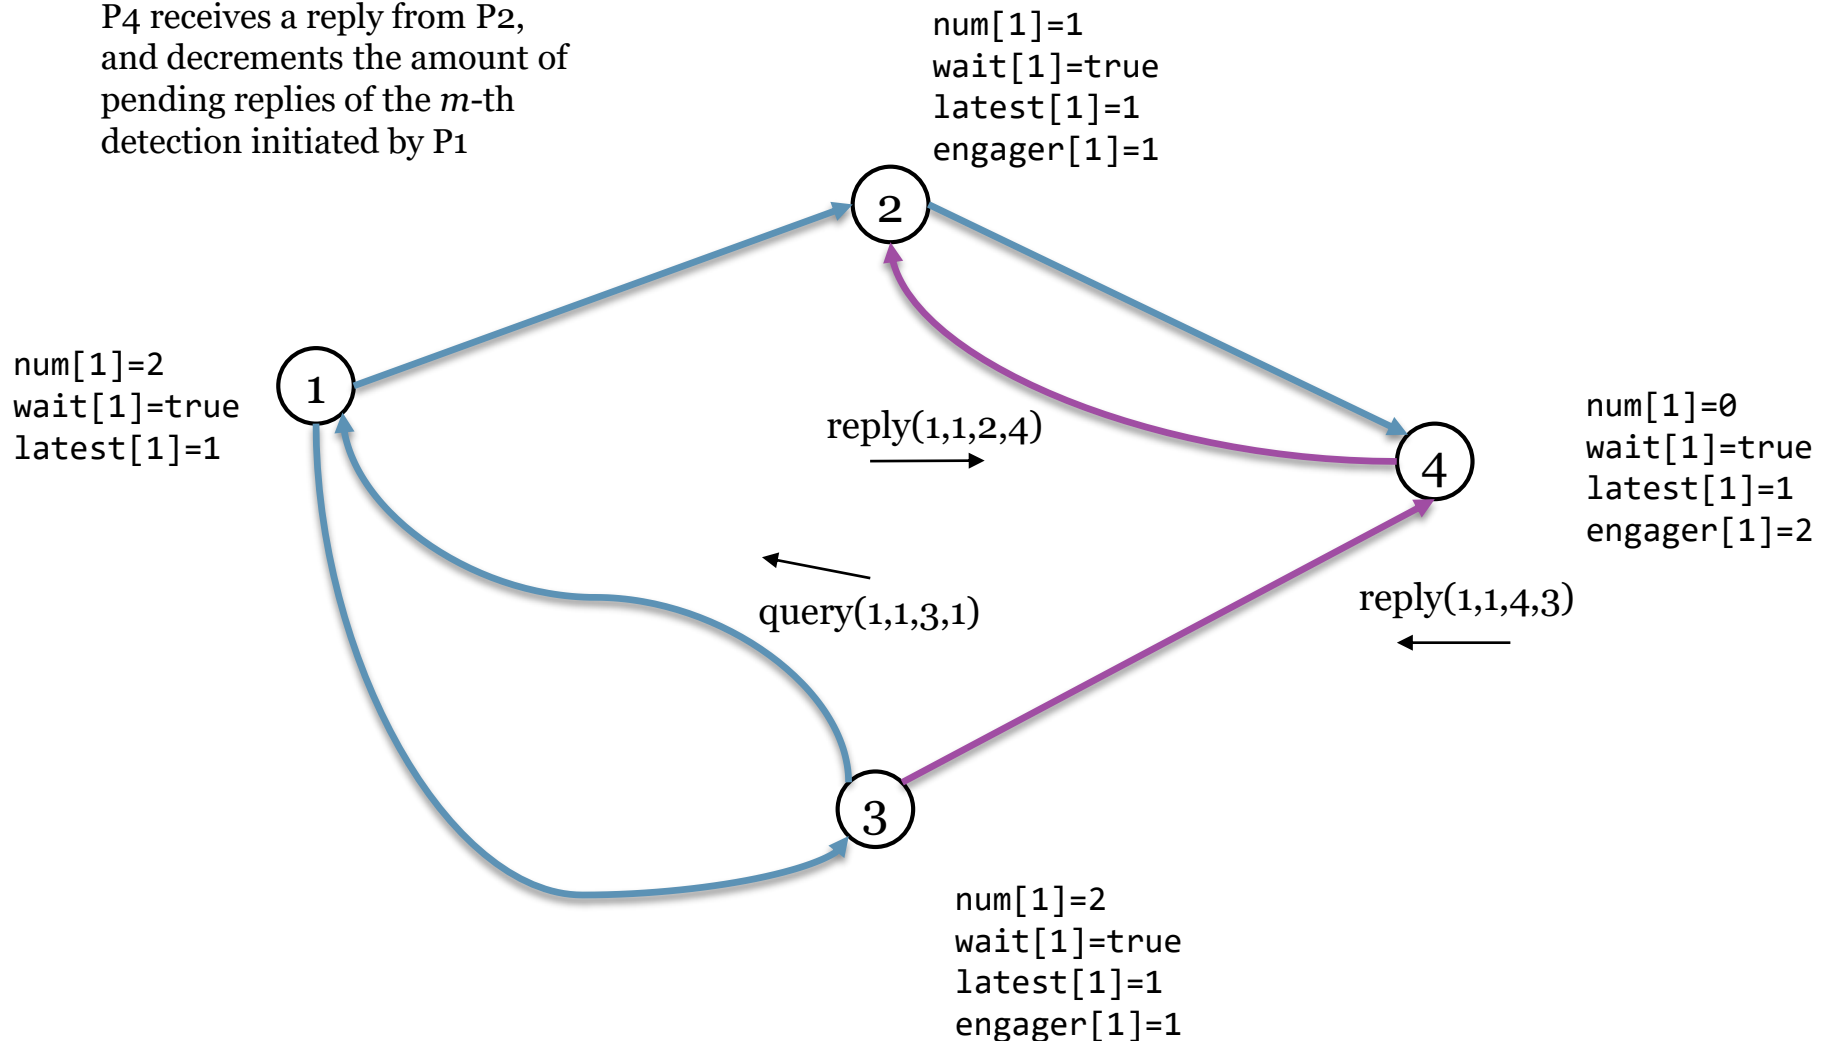 P4 receives a reply from P2,
and decrements the amount of
pending replies of the m-th
detection initiated by P1
num[1]=1
wait[1]=true
latest[1]=1
engager[1]=1
2
num[1]=2
wait[1]=true
latest[1]=1
1
reply(1,1,2,4)
num[1]=0
wait[1]=true
latest[1]=1
engager[1]=2
4
query(1,1,3,1)
reply(1,1,4,3)
3
num[1]=2
wait[1]=true
latest[1]=1
engager[1]=1